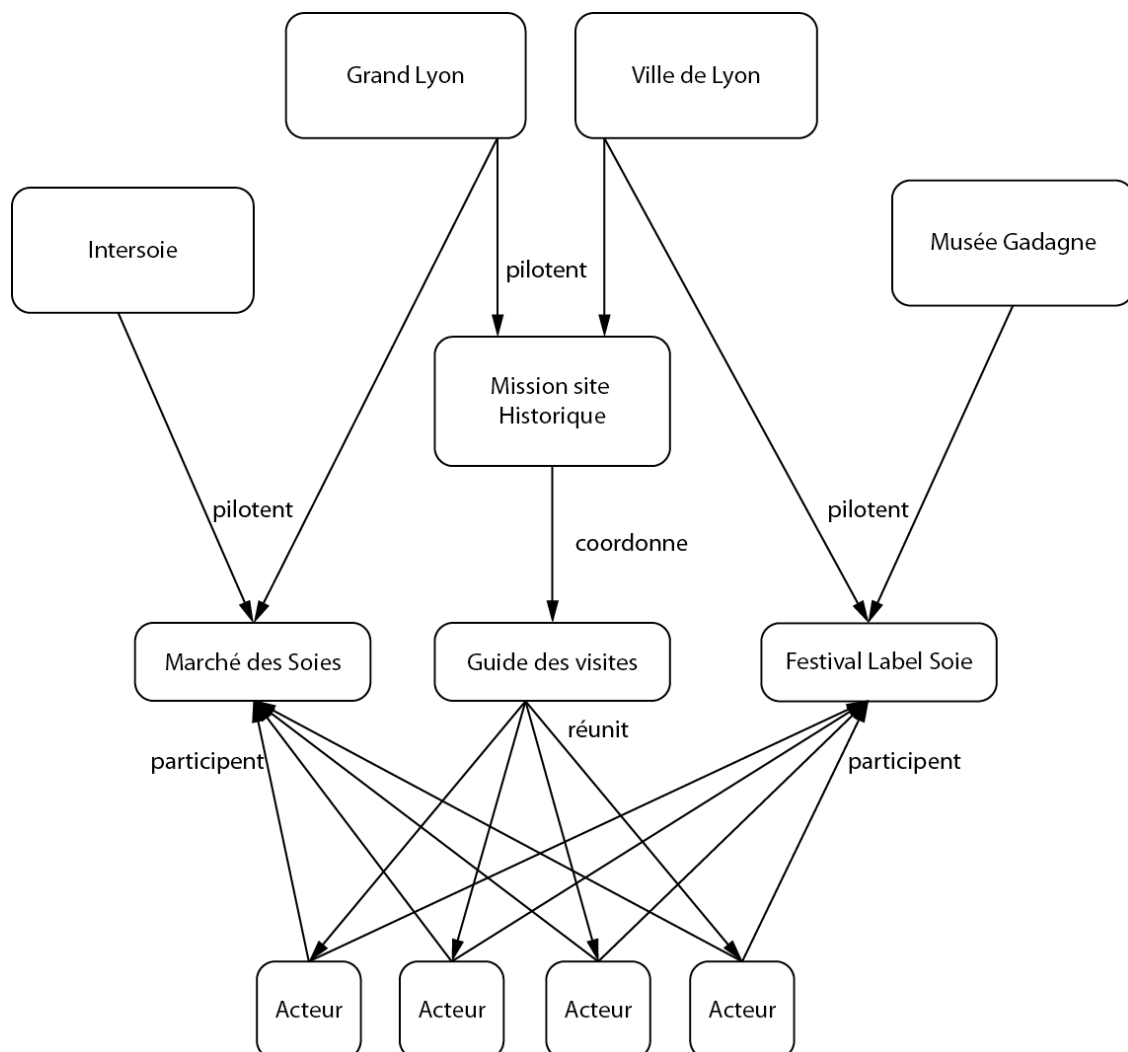 Grand Lyon
Ville de Lyon
Intersoie
Musée Gadagne
pilotent
Mission site
Historique
pilotent
pilotent
coordonne
Marché des Soies
Guide des visites
Festival Label Soie
réunit
participent
participent
Acteur
Acteur
Acteur
Acteur